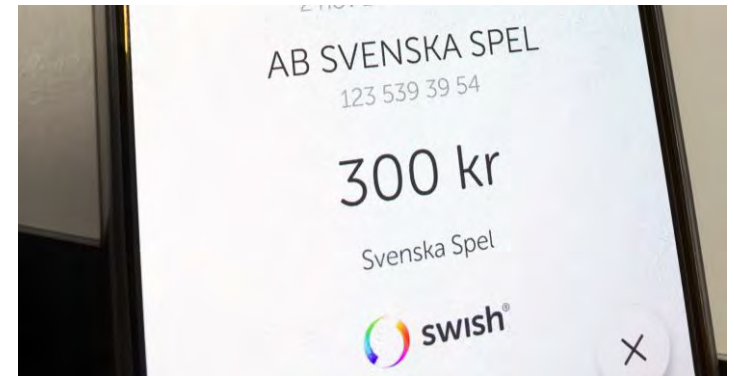 AB SVENSKA SPEL
123 539 39 54
300 kr
Svenska Spel
swish®